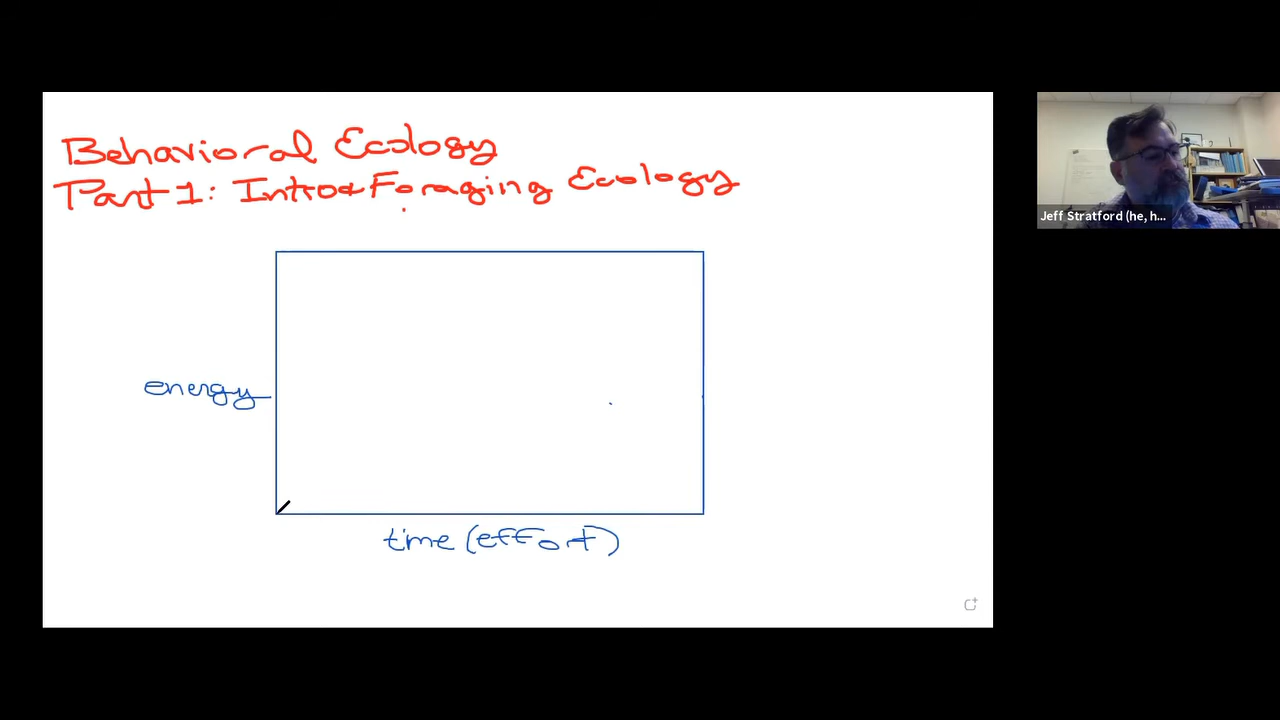 Behavioral Ecology
Part 1: Intro & Foraging Ecology
Jeff Stratford (he, h...
energy
time (effort)